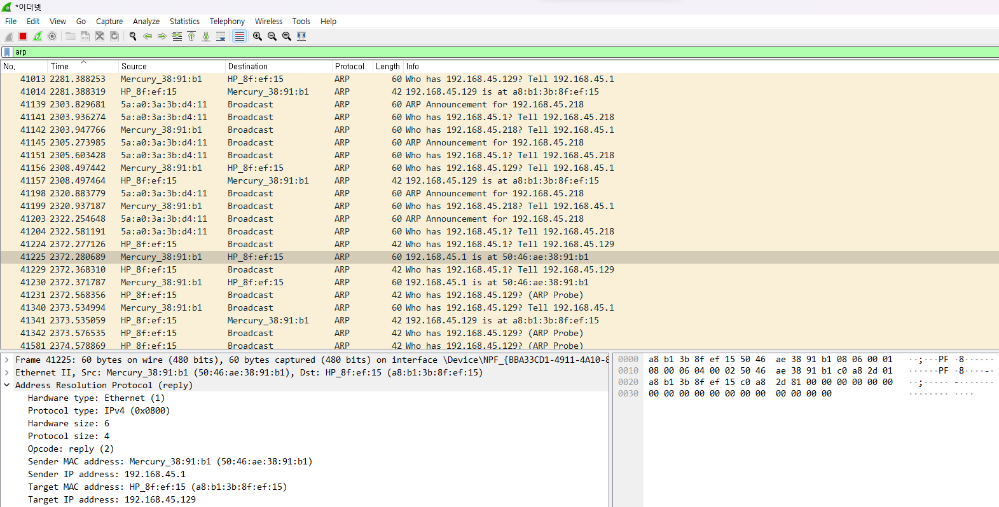 *이더넷
File Edit View Go Capture Analyze Statistics Telephony Wireless Tools Help
arp
No. Time Source Destination Protocol Length Info
41013 2281.388253 Mercury_38:91:b1 HP_8f:ef:15 ARP 60 Who has 192.168.45.129? Tell 192.168.45.1
41014 2281.388319 HP_8f:ef:15 Mercury_38:91:b1 ARP 42 192.168.45.129 is at a8:b1:3b:8f:ef:15
41139 2303.829681 5a:a0:3a:3b:d4:11 Broadcast ARP 60 ARP Announcement for 192.168.45.218
41141 2303.936274 5a:a0:3a:3b:d4:11 Broadcast ARP 60 Who has 192.168.45.1? Tell 192.168.45.218
41142 2303.947766 Mercury_38:91:b1 Broadcast ARP 60 Who has 192.168.45.218? Tell 192.168.45.1
41145 2305.273985 5a:a0:3a:3b:d4:11 Broadcast ARP 60 ARP Announcement for 192.168.45.218
41151 2305.603428 5a:a0:3a:3b:d4:11 Broadcast ARP 60 Who has 192.168.45.1? Tell 192.168.45.218
41156 2308.497442 Mercury_38:91:b1 HP_8f:ef:15 ARP 60 Who has 192.168.45.129? Tell 192.168.45.1
41157 2308.497464 HP_8f:ef:15 Mercury_38:91:b1 ARP 42 192.168.45.129 is at a8:b1:3b:8f:ef:15
41198 2320.883779 5a:a0:3a:3b:d4:11 Broadcast ARP 60 ARP Announcement for 192.168.45.218
41199 2320.937187 Mercury_38:91:b1 Broadcast ARP 60 Who has 192.168.45.218? Tell 192.168.45.1
41203 2322.254648 5a:a0:3a:3b:d4:11 Broadcast ARP 60 ARP Announcement for 192.168.45.218
41204 2322.581191 5a:a0:3a:3b:d4:11 Broadcast ARP 60 Who has 192.168.45.1? Tell 192.168.45.218
41224 2372.277126 HP_8f:ef:15 Broadcast ARP 42 Who has 192.168.45.1? Tell 192.168.45.129
41225 2372.280689 Mercury_38:91:b1 HP_8f:ef:15 ARP 60 192.168.45.1 is at 50:46:ae:38:91:b1
41229 2372.368310 HP_8f:ef:15 Broadcast ARP 42 Who has 192.168.45.1? Tell 192.168.45.129
41230 2372.371787 Mercury_38:91:b1 HP_8f:ef:15 ARP 60 192.168.45.1 is at 50:46:ae:38:91:b1
41231 2372.568356 HP_8f:ef:15 Broadcast ARP 42 Who has 192.168.45.129? (ARP Probe)
41340 2373.534994 Mercury_38:91:b1 Broadcast ARP 60 Who has 192.168.45.129? Tell 192.168.45.1
41341 2373.535059 HP_8f:ef:15 Mercury_38:91:b1 ARP 42 192.168.45.129 is at a8:b1:3b:8f:ef:15
41342 2373.576535 HP_8f:ef:15 Broadcast ARP 42 Who has 192.168.45.129? (ARP Probe)
41581 2374.578869 HP_8f:ef:15 Broadcast ARP 42 Who has 192.168.45.129? (ARP Probe)
Frame 41225: 60 bytes on wire (480 bits), 60 bytes captured (480 bits) on interface \Device\NPF_{BBA33CD1-4911-4A10-8
Ethernet II, Src: Mercury_38:91:b1 (50:46:ae:38:91:b1), Dst: HP_8f:ef:15 (a8:b1:3b:8f:ef:15)
Address Resolution Protocol (reply)
Hardware type: Ethernet (1)
Protocol type: IPv4 (0x0800)
Hardware size: 6
Protocol size: 4
Opcode: reply (2)
Sender MAC address: Mercury_38:91:b1 (50:46:ae:38:91:b1)
Sender IP address: 192.168.45.1
Target MAC address: HP_8f:ef:15 (a8:b1:3b:8f:ef:15)
Target IP address: 192.168.45.129
0000 a8 b1 3b 8f ef 15 50 46 ae 38 91 b1 08 06 00 01 ··;···PF ·8······
0010 08 00 06 04 00 02 50 46 ae 38 91 b1 c0 a8 2d 01 ······PF ·8····-·
0020 a8 b1 3b 8f ef 15 c0 a8 2d 81 00 00 00 00 00 00 ··;····· -·······
0030 00 00 00 00 00 00 00 00 00 00 00 00 ········ ····